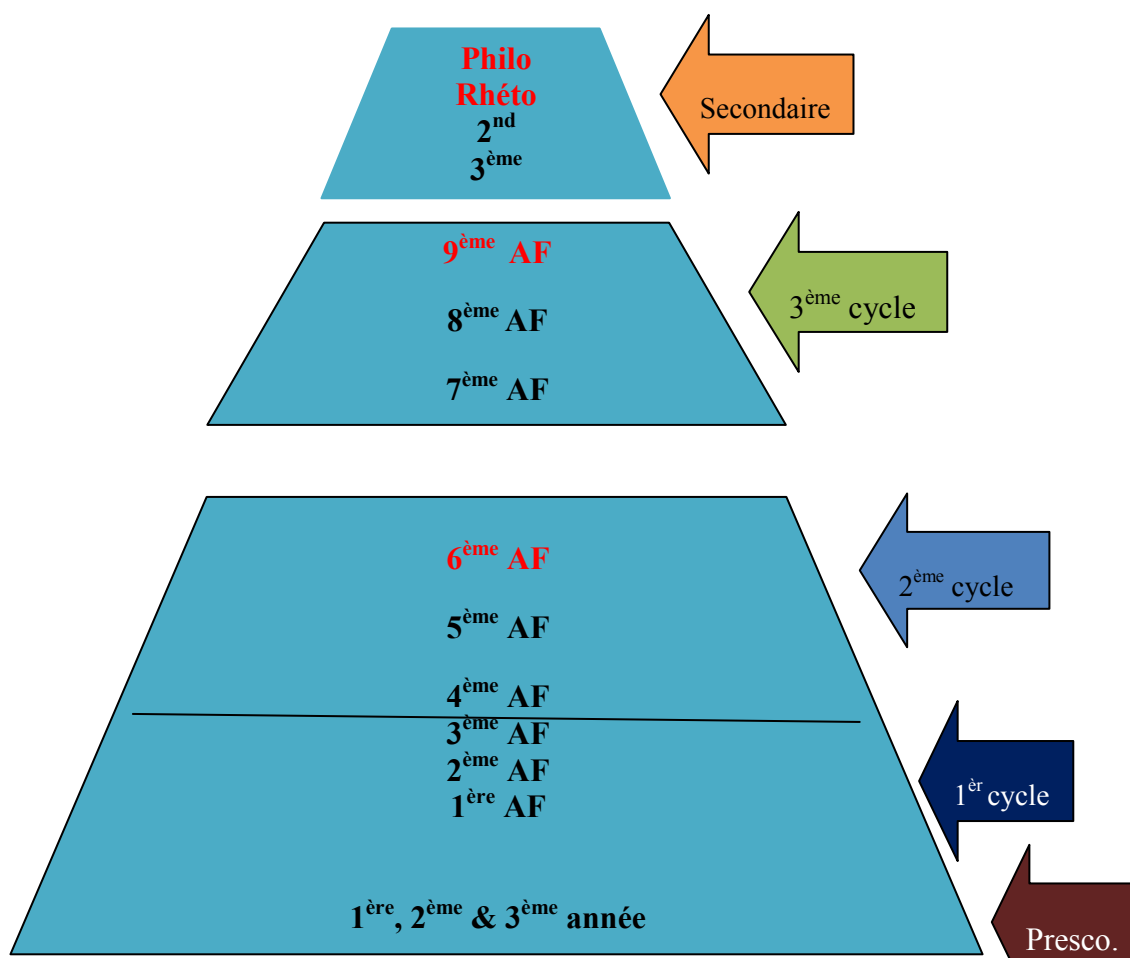 Philo
Rhéto
2nd
3ème
Secondaire
9ème AF
8ème AF
7ème AF
3ème cycle
6ème AF
5ème AF
4ème AF
2ème cycle
3ème AF
2ème AF
1ère AF
1èr cycle
1ère, 2ème & 3ème année
Presco.